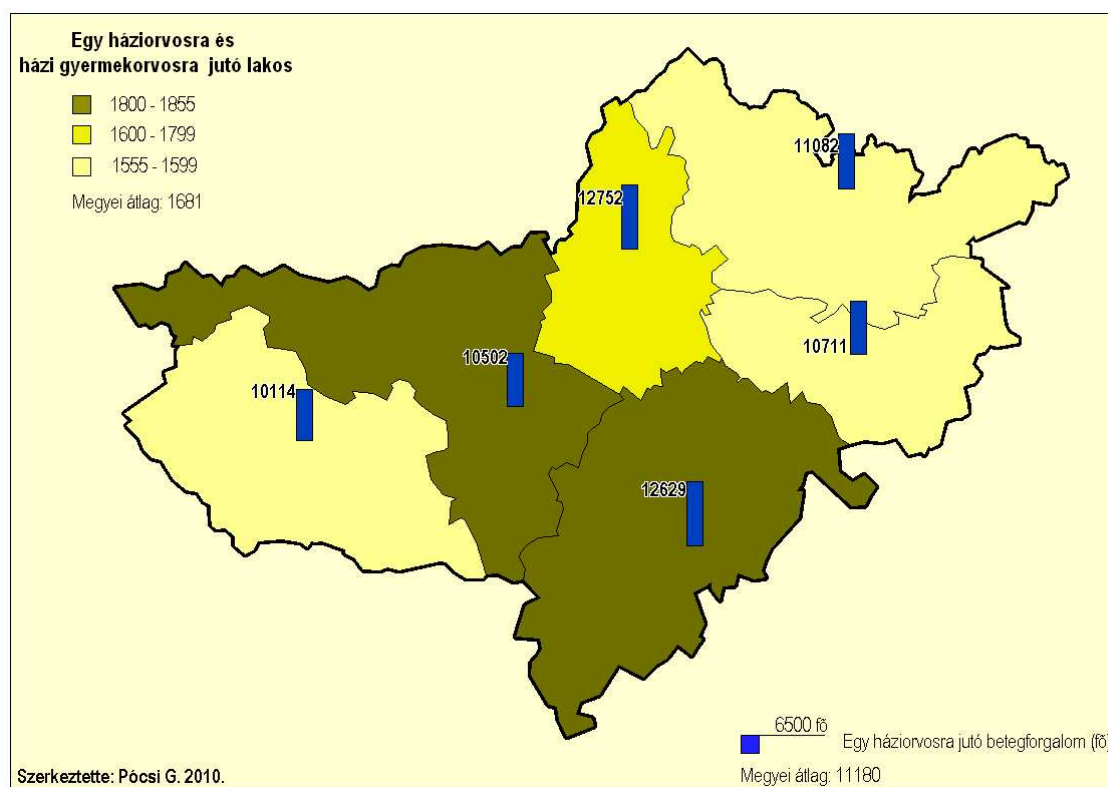 Egy háziorvosra és
házi gyermekorvosra jutó lakos
1800 - 1855
1600 - 1799
1555 - 1599
Megyei átlag: 1681
11082
12752
10711
10502
10114
12629
6500 fő
Egy háziorvosra jutó betegforgalom (fő)
Megyei átlag: 11180
Szerkeztette: Pócsi G. 2010.